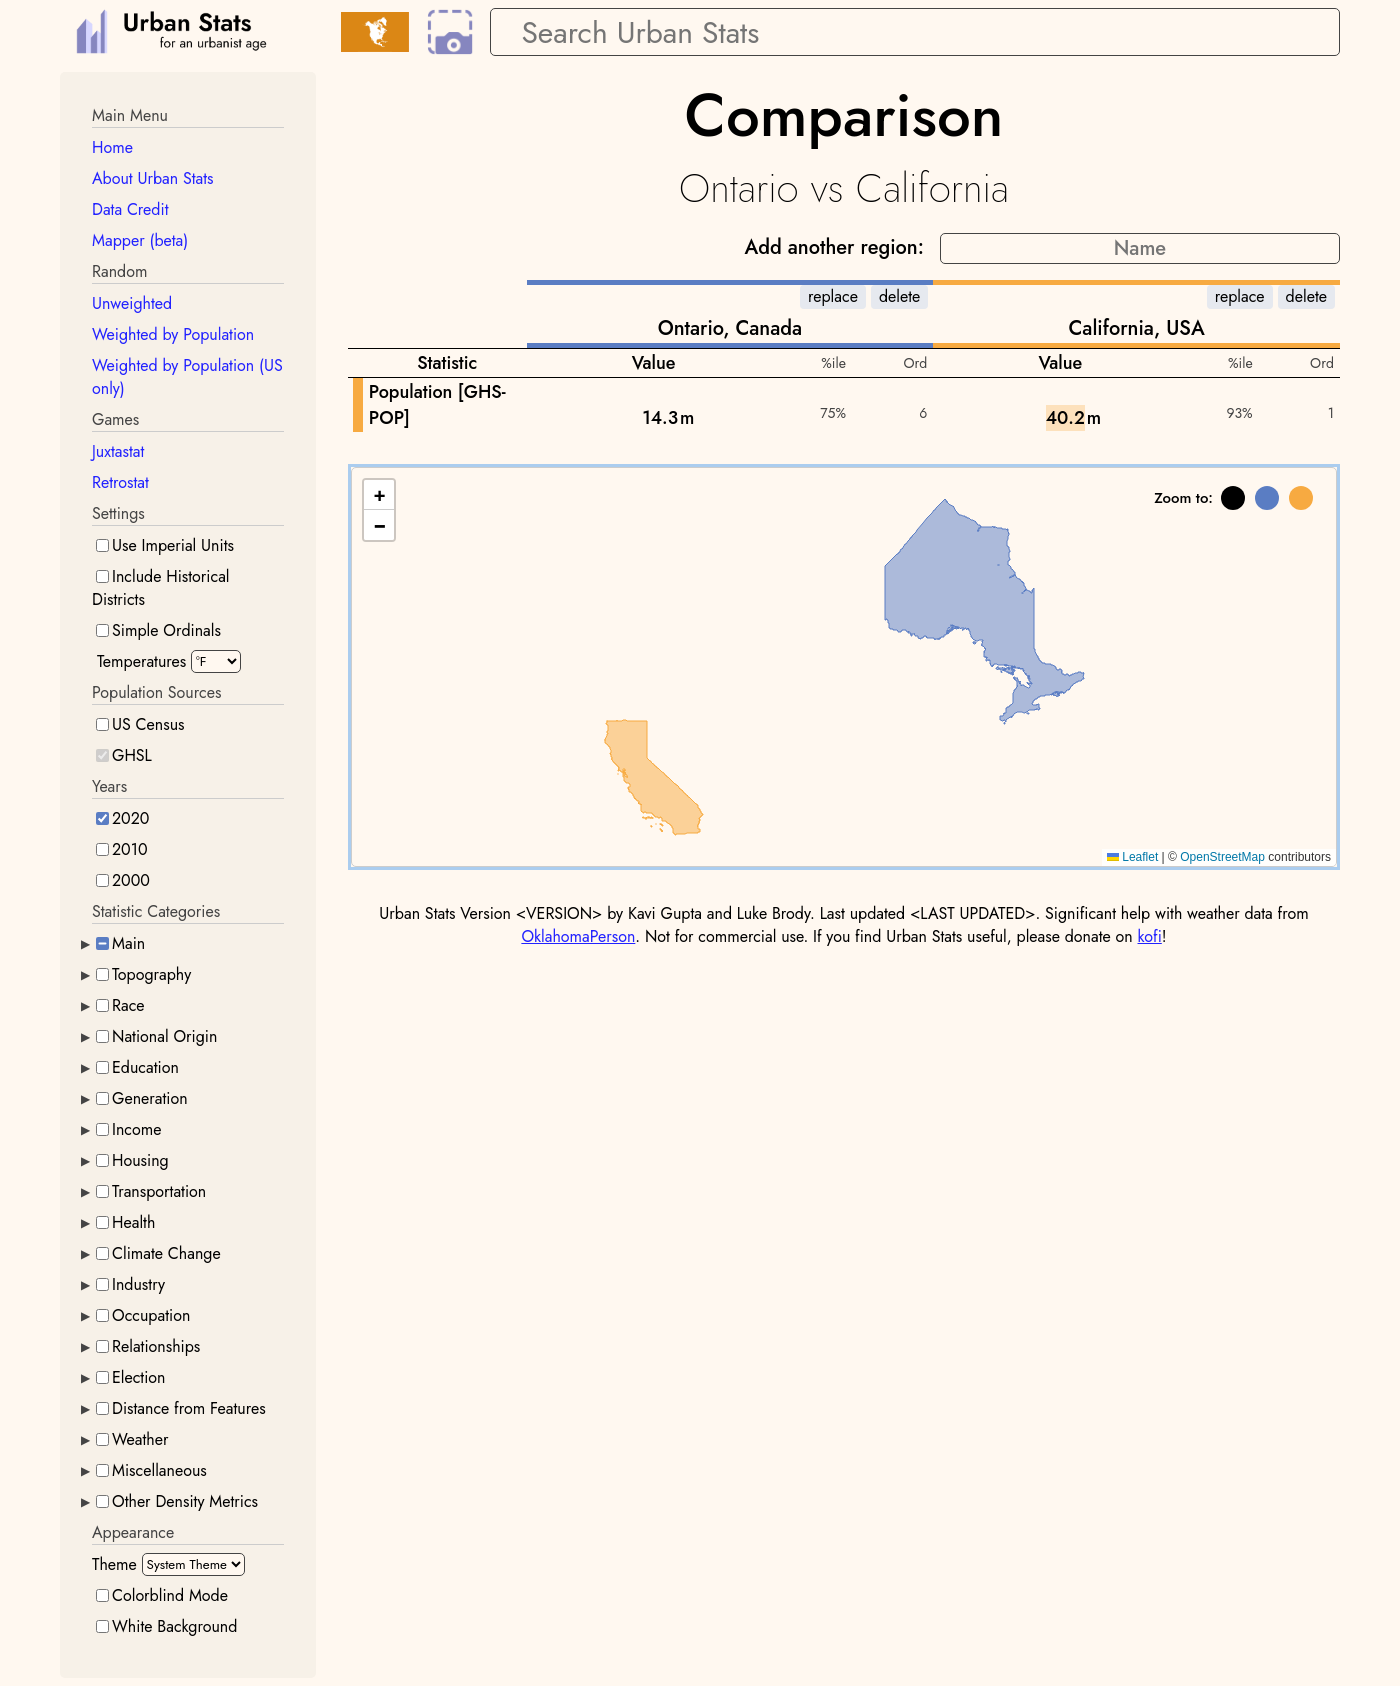 Urban Stats
for an urbanist age
Search Urban Stats
Main Menu
Home
About Urban Stats
Data Credit
Mapper (beta)
Random
Unweighted
Weighted by Population
Weighted by Population (US
only)
Games
Juxtastat
Retrostat
Settings
Use Imperial Units
Include Historical
Districts
Simple Ordinals
Temperatures °F
Population Sources
US Census
GHSL
Years
2020
2010
2000
Statistic Categories
Main
Topography
Race
National Origin
Education
Generation
Income
Housing
Transportation
Health
Climate Change
Industry
Occupation
Relationships
Election
Distance from Features
Weather
Miscellaneous
Other Density Metrics
Appearance
Theme System Theme
Colorblind Mode
White Background
Comparison
Ontario vs California
Add another region: Name
replace delete replace delete
Ontario, Canada California, USA
Statistic Value %ile Ord Value %ile Ord
Population [GHS-
POP] 14.3m 75% 6 40.2m 93% 1
+
−
Zoom to:
Leaflet | © OpenStreetMap contributors
Urban Stats Version <VERSION> by Kavi Gupta and Luke Brody. Last updated <LAST UPDATED>. Significant help with weather data from
OklahomaPerson. Not for commercial use. If you find Urban Stats useful, please donate on kofi!